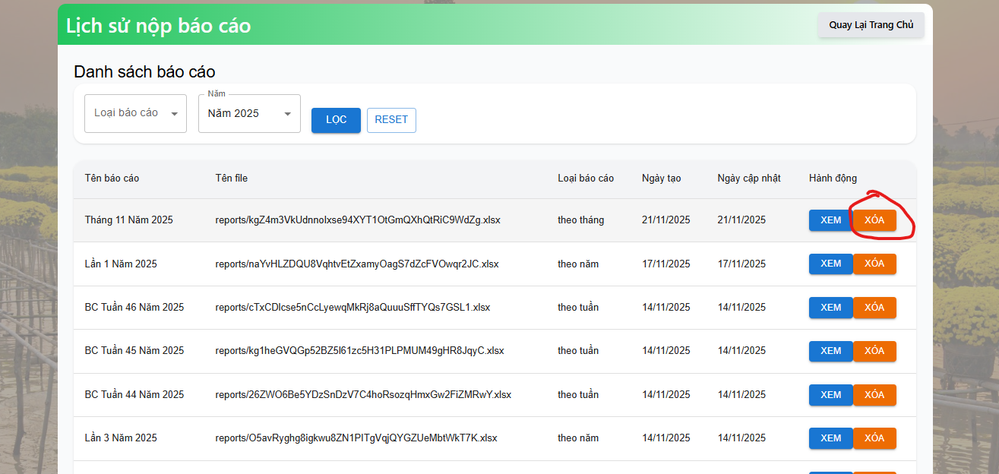 Lịch sử nộp báo cáo
Quay Lại Trang Chủ
Danh sách báo cáo
Loại báo cáo
Năm
Năm 2025
LỌC
RESET
Tên báo cáo Tên file Loại báo cáo Ngày tạo Ngày cập nhật Hành động
Tháng 11 Năm 2025 reports/kgZ4m3VkUdnnolxse94XYT1OtGmQXhQtRiC9WdZg.xlsx theo tháng 21/11/2025 21/11/2025 XEM XÓA
Lần 1 Năm 2025 reports/naYvHLZDQU8VqhtvEtZxamyOagS7dZcFVOwqr2JC.xlsx theo năm 17/11/2025 17/11/2025 XEM XÓA
BC Tuần 46 Năm 2025 reports/cTxCDlcse5nCcLyewqMkRj8aQuuuSffTYQs7GSL1.xlsx theo tuần 14/11/2025 14/11/2025 XEM XÓA
BC Tuần 45 Năm 2025 reports/kg1heGVQGp52BZ5l61zc5H31PLPMUM49gHR8JqyC.xlsx theo tuần 14/11/2025 14/11/2025 XEM XÓA
BC Tuần 44 Năm 2025 reports/26ZWO6Be5YDzSnDzV7C4hoRsozqHmxGw2FiZMRwY.xlsx theo tuần 14/11/2025 14/11/2025 XEM XÓA
Lần 3 Năm 2025 reports/O5avRyghg8igkwu8ZN1PITgVqjQYGZUeMbtWkT7K.xlsx theo năm 14/11/2025 14/11/2025 XEM XÓA